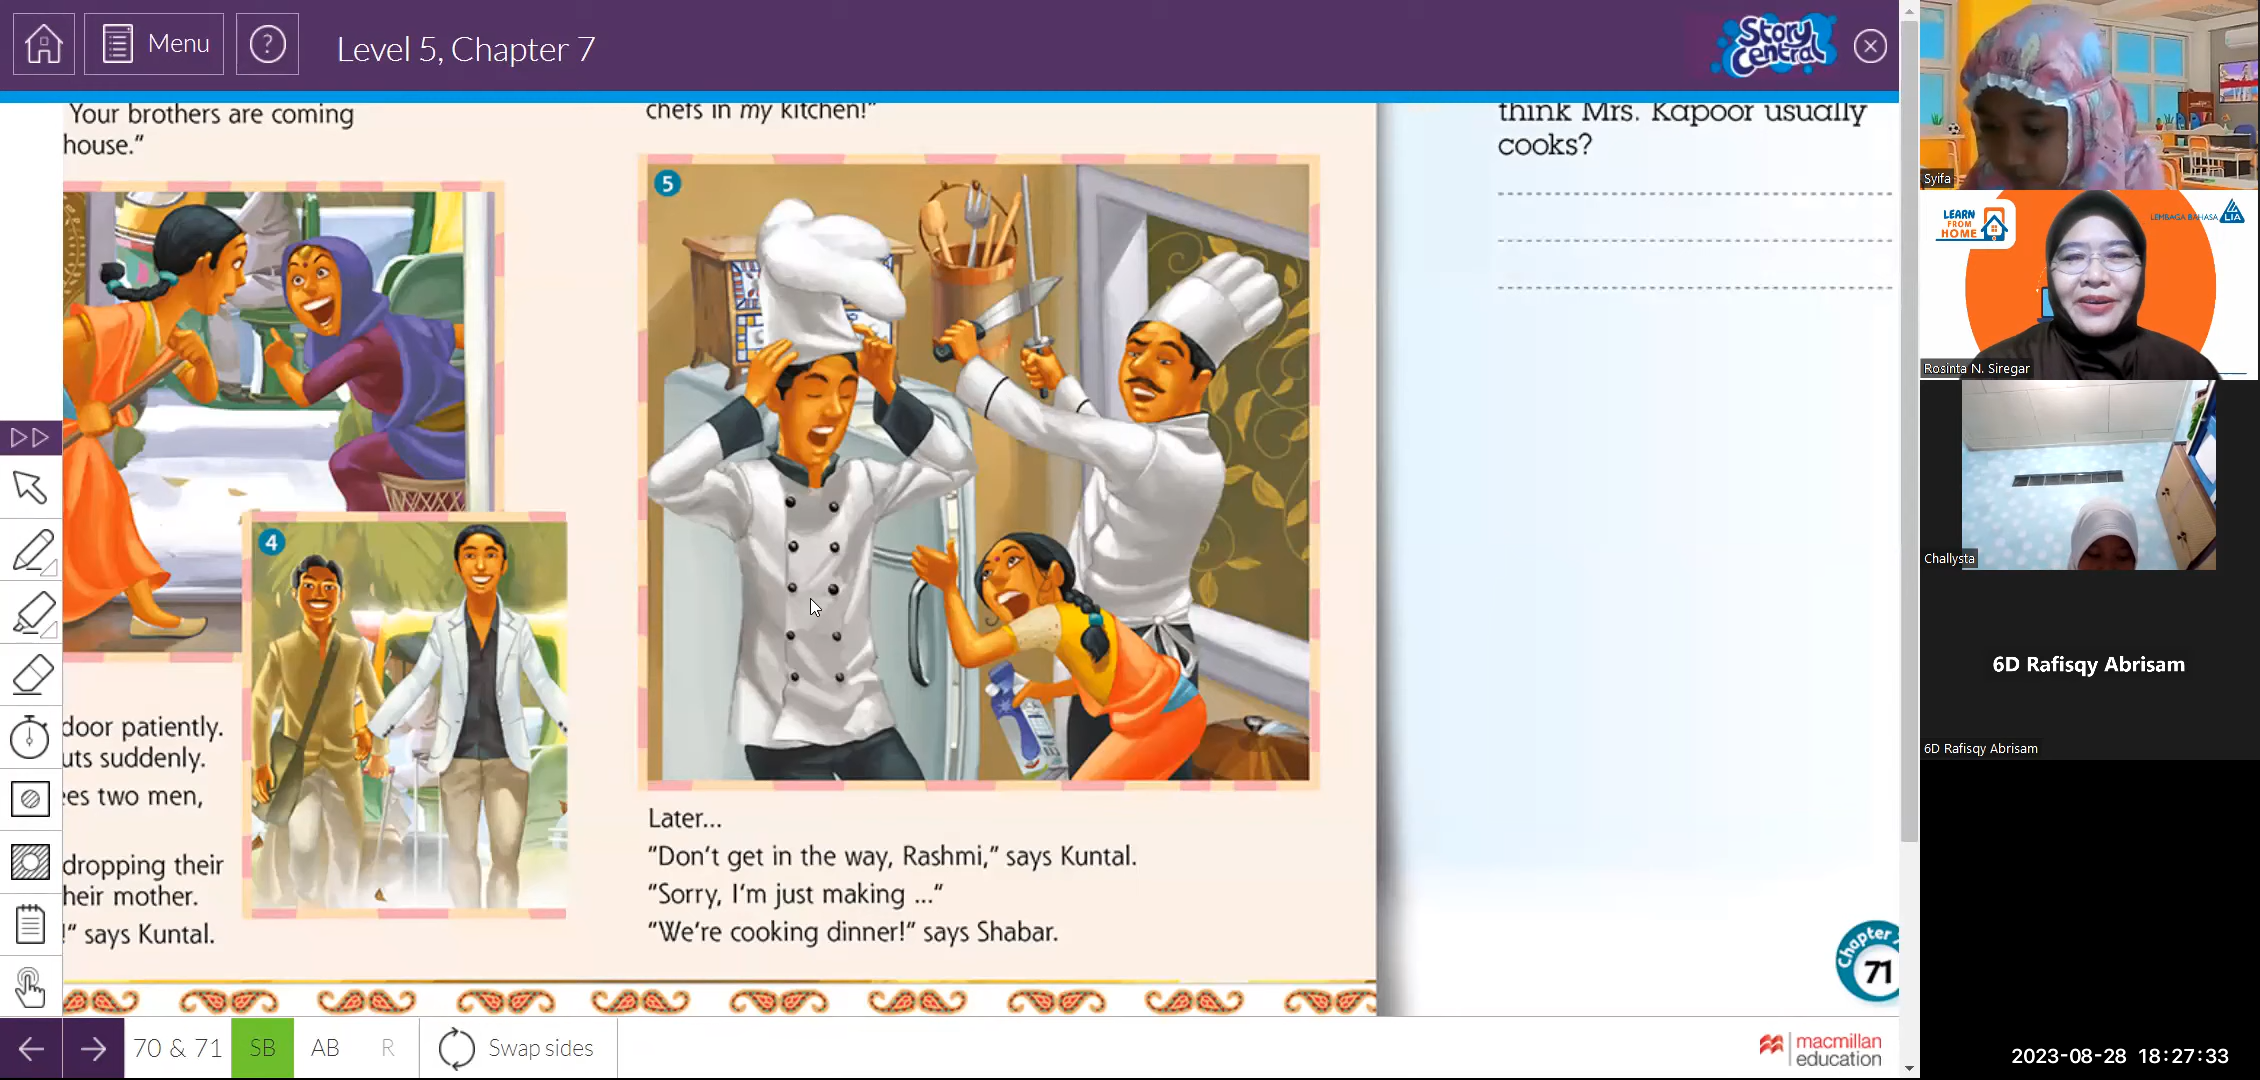 Menu
?
Level 5, Chapter 7
Story Central
Your brothers are coming
house."
chefs in my kitchen!"
think Mrs. Kapoor usually
cooks?
4
5
door patiently.
uts suddenly.
es two men,
dropping their
heir mother.
!" says Kuntal.
Later...
"Don't get in the way, Rashmi," says Kuntal.
"Sorry, I'm just making ..."
"We're cooking dinner!" says Shabar.
Chapter
71
70 & 71
SB
AB
R
Swap sides
macmillan
education
Syifa
LEARN
FROM
HOME
LEMBAGA BAHASA LIA
Rosinta N. Siregar
Challysta
6D Rafisqy Abrisam
6D Rafisqy Abrisam
2023-08-28 18:27:33